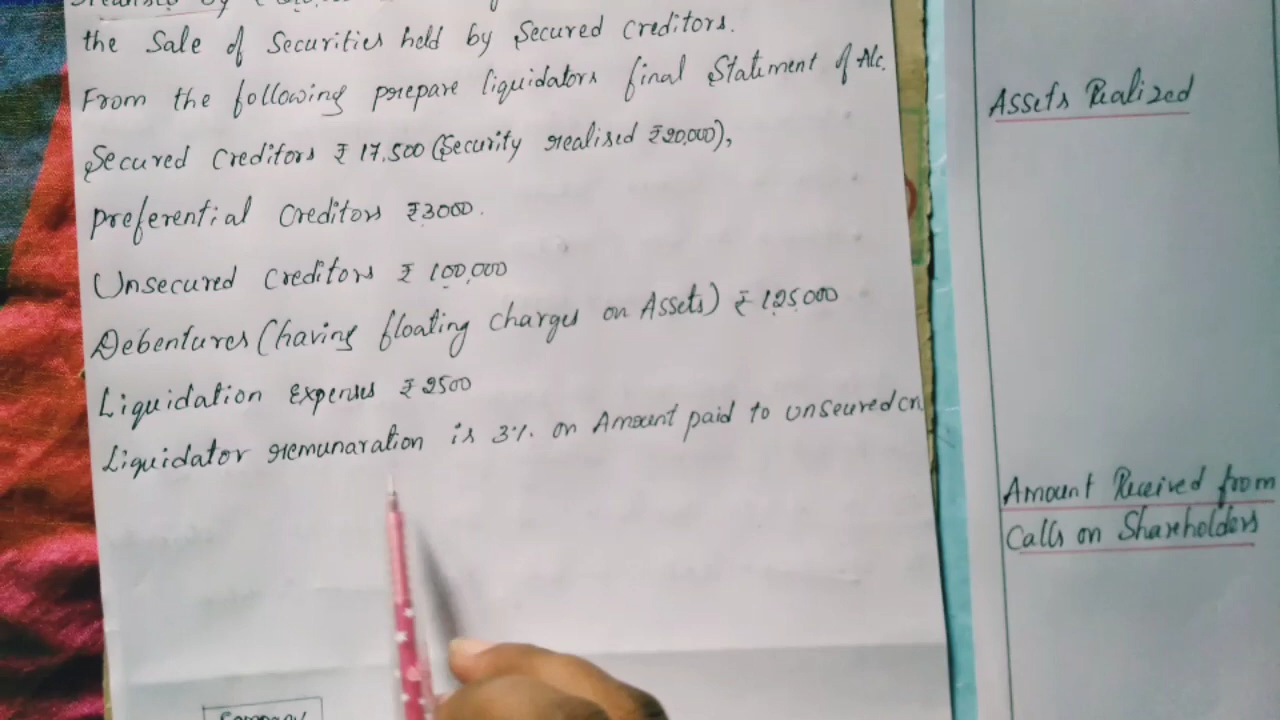 the Sale of Securities held by Secured Creditors.
From the following prepare liquidators final Statement of A/c.
Secured Creditors ₹ 17,500 (Security realised ₹20,000),
Preferential Creditors ₹3000.
Unsecured Creditors ₹ 100,000
Debentures (having floating charges on Assets) ₹ 125000
Liquidation Expenses ₹2500
Liquidator remunaration is 3% on Amount paid to unseured cr
Company
Assets Realized
Amount Received from
Calls on Shareholders